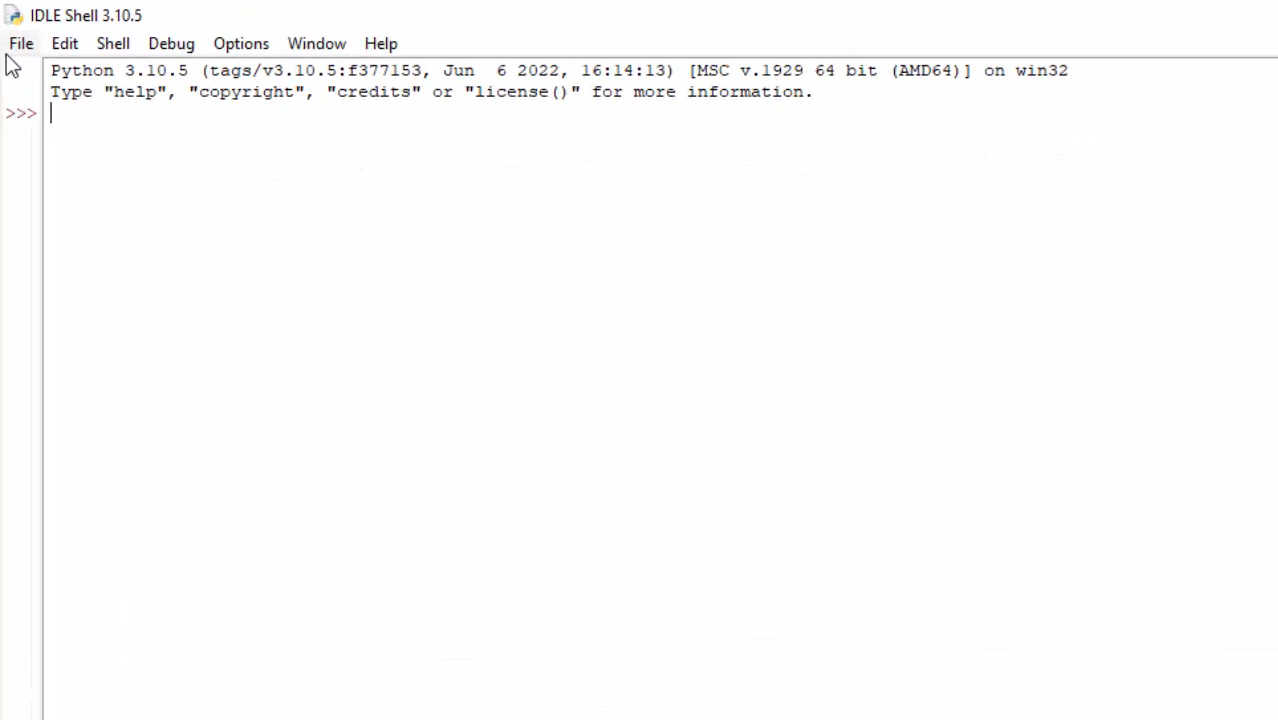 IDLE Shell 3.10.5
File Edit Shell Debug Options Window Help
Python 3.10.5 (tags/v3.10.5:f377153, Jun  6 2022, 16:14:13) [MSC v.1929 64 bit (AMD64)] on win32
Type "help", "copyright", "credits" or "license()" for more information.
>>>